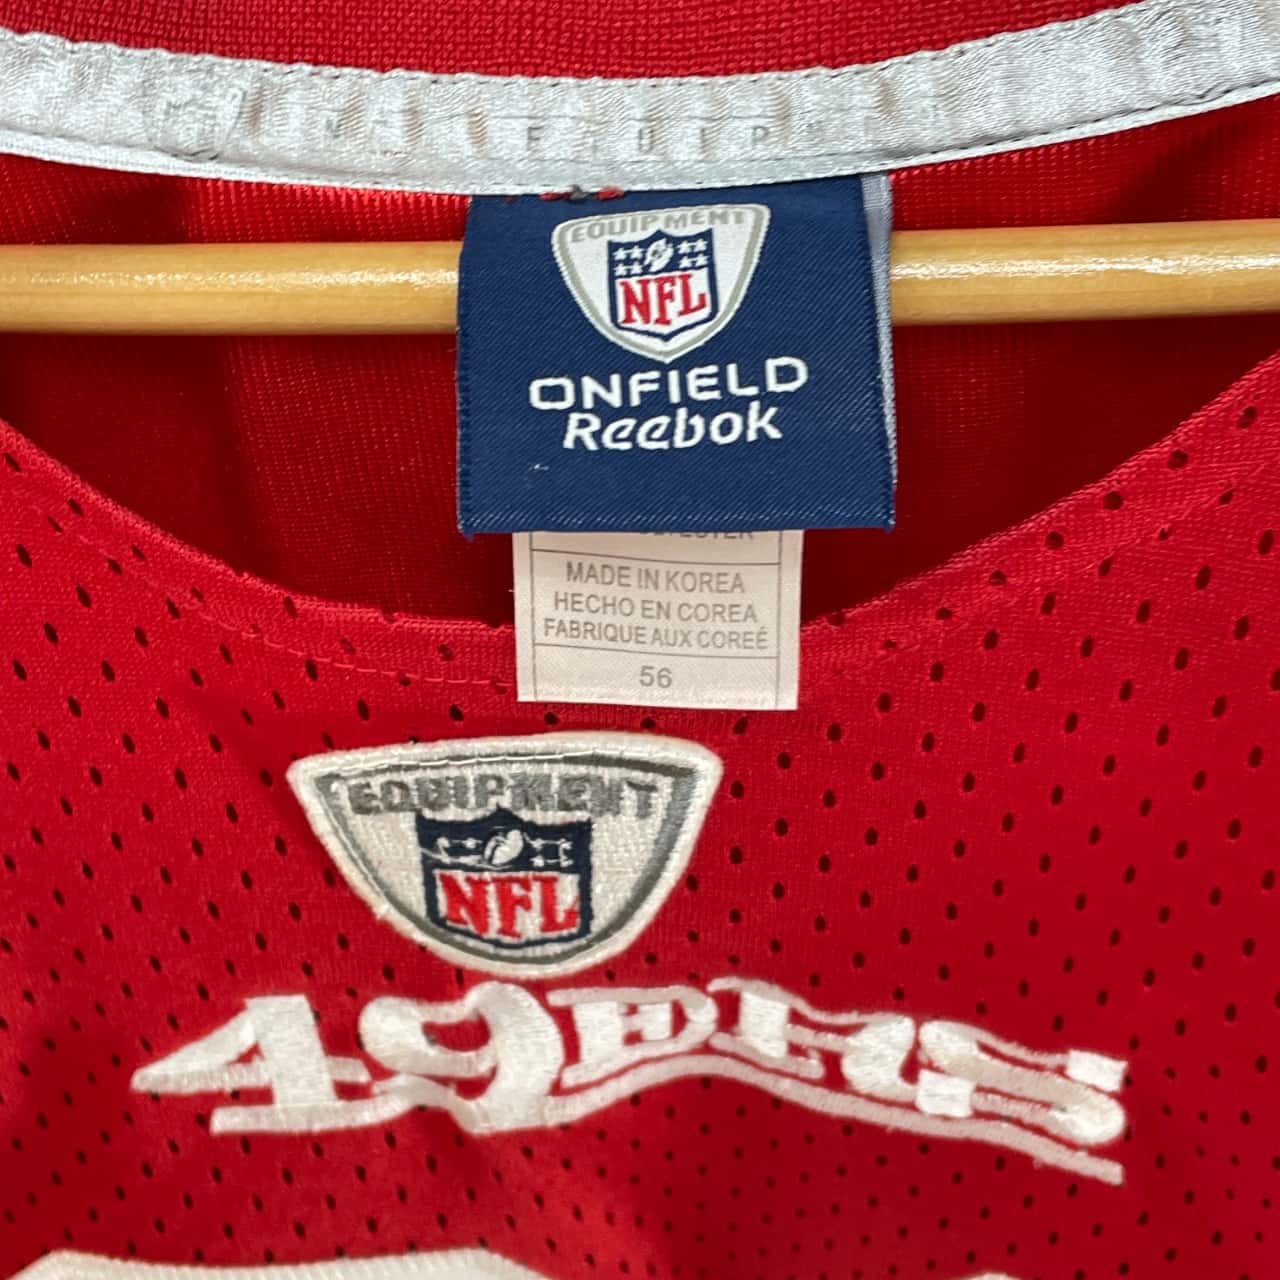 EQUIPMENT
NFL
ONFIELD
Reebok
MADE IN KOREA
HECHO EN COREA
FABRIQUE AUX COREÉ
56
EQUIPMENT
NFL
49ERS